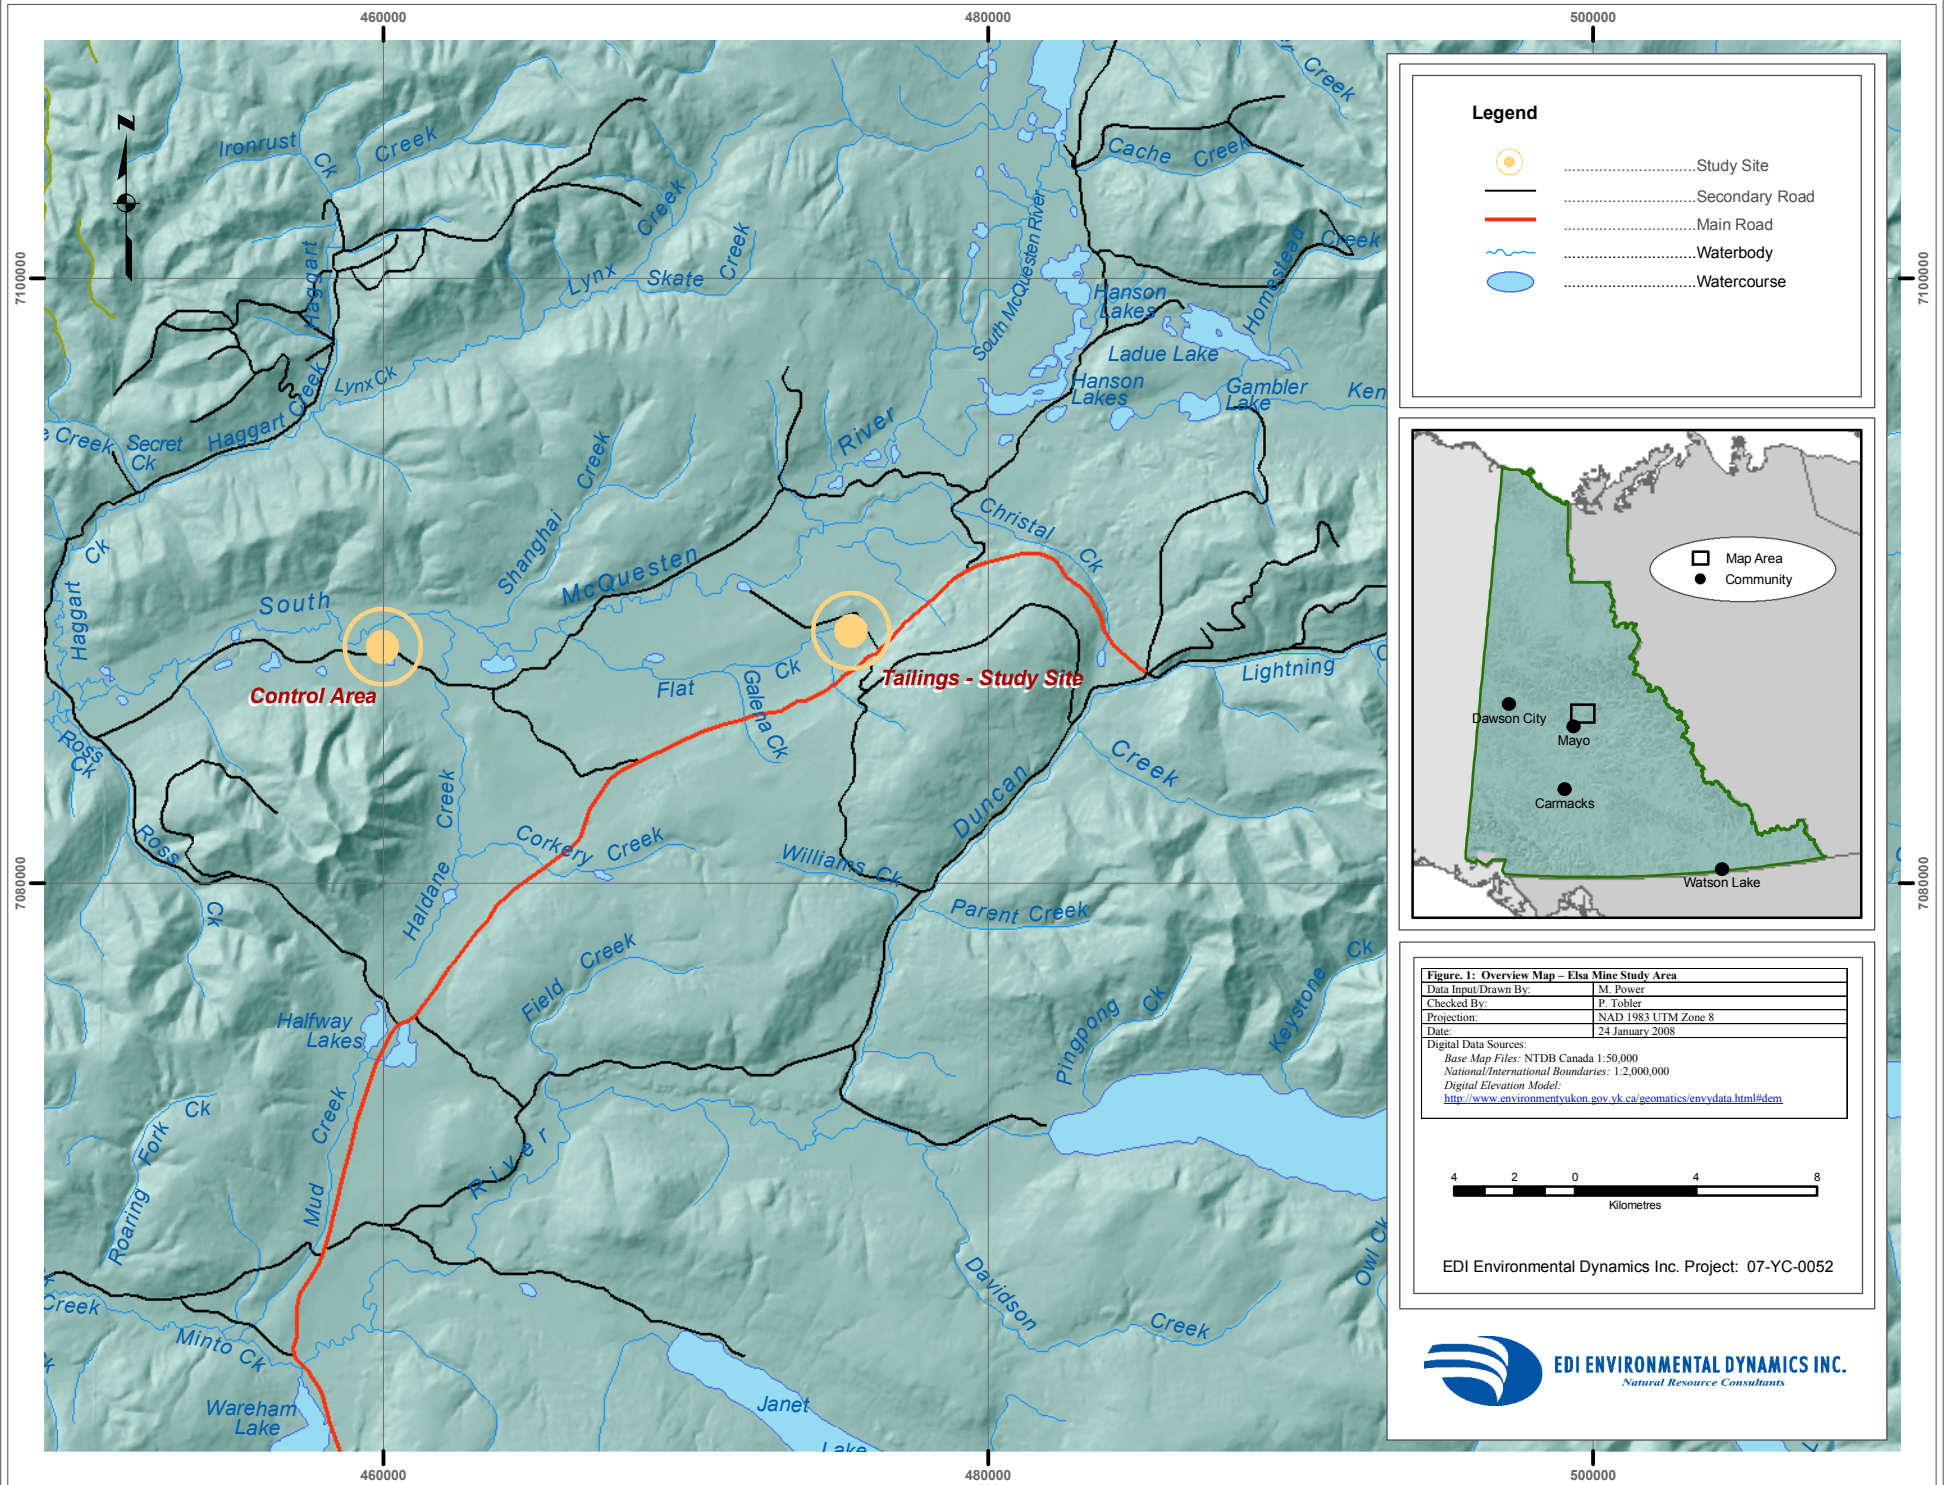 460000
480000
500000
7100000
7100000
7080000
7080000
460000
480000
500000
Z
Ironrust
Ck
Creek
Creek
Creek
Lynx
Skate
Haggart
South McQuesten River
Cache Creek
Creek
Homestead
Creek
Hanson
Lakes
Ladue Lake
Hanson
Lakes
Gambler
Lake
Ken
Lynx Ck
Haggart Creek
e Creek
Secret
Ck
Creek
Shanghai
River
McQuesten
South
Christal
Ck
Ck
Haggart
Control Area
Tailings - Study Site
Flat
Ck
Galena Ck
Lightning
C
Ross
Ck
Ross
Ck
Creek
Haldane
Corkery Creek
Williams Ck
Duncan
Creek
Parent Creek
Field Creek
Halfway
Lakes
Pingpong
Ck
Keystone
Ck
Roaring Fork
Ck
Mud Creek
River
Davidson
Creek
Owl Ck
Creek
Minto Ck
k
Wareham
Lake
Janet
Lake
Legend
..............................Study Site
..............................Secondary Road
..............................Main Road
..............................Waterbody
..............................Watercourse
Map Area
Community
Dawson City
Mayo
Carmacks
Watson Lake
Figure. 1: Overview Map – Elsa Mine Study Area
Data Input/Drawn By: M. Power
Checked By: P. Tobler
Projection: NAD 1983 UTM Zone 8
Date: 24 January 2008
Digital Data Sources:
Base Map Files: NTDB Canada 1:50,000
National/International Boundaries: 1:2,000,000
Digital Elevation Model:
http://www.environmentyukon.gov.yk.ca/geomatics/envydata.html#dem
4 2 0 4 8
Kilometres
EDI Environmental Dynamics Inc. Project: 07-YC-0052
EDI ENVIRONMENTAL DYNAMICS INC.
Natural Resource Consultants